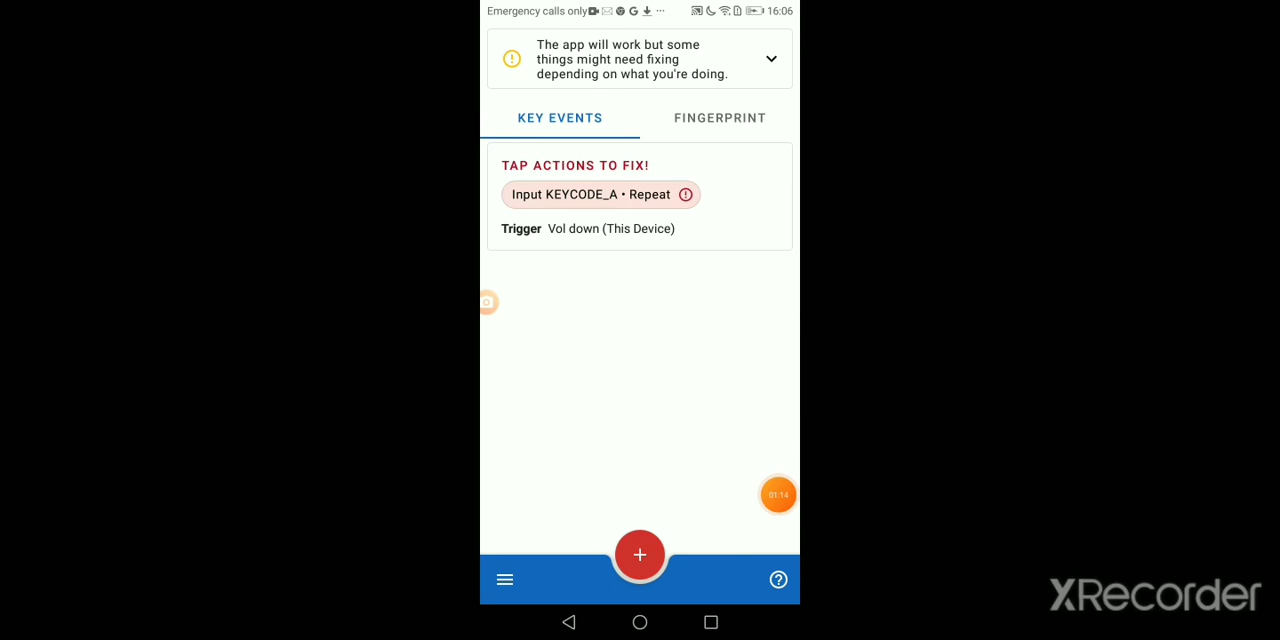 Emergency calls only
16:06
The app will work but some
things might need fixing
depending on what you're doing.
KEY EVENTS
FINGERPRINT
TAP ACTIONS TO FIX!
Input KEYCODE_A • Repeat
Trigger Vol down (This Device)
01:14
XRecorder